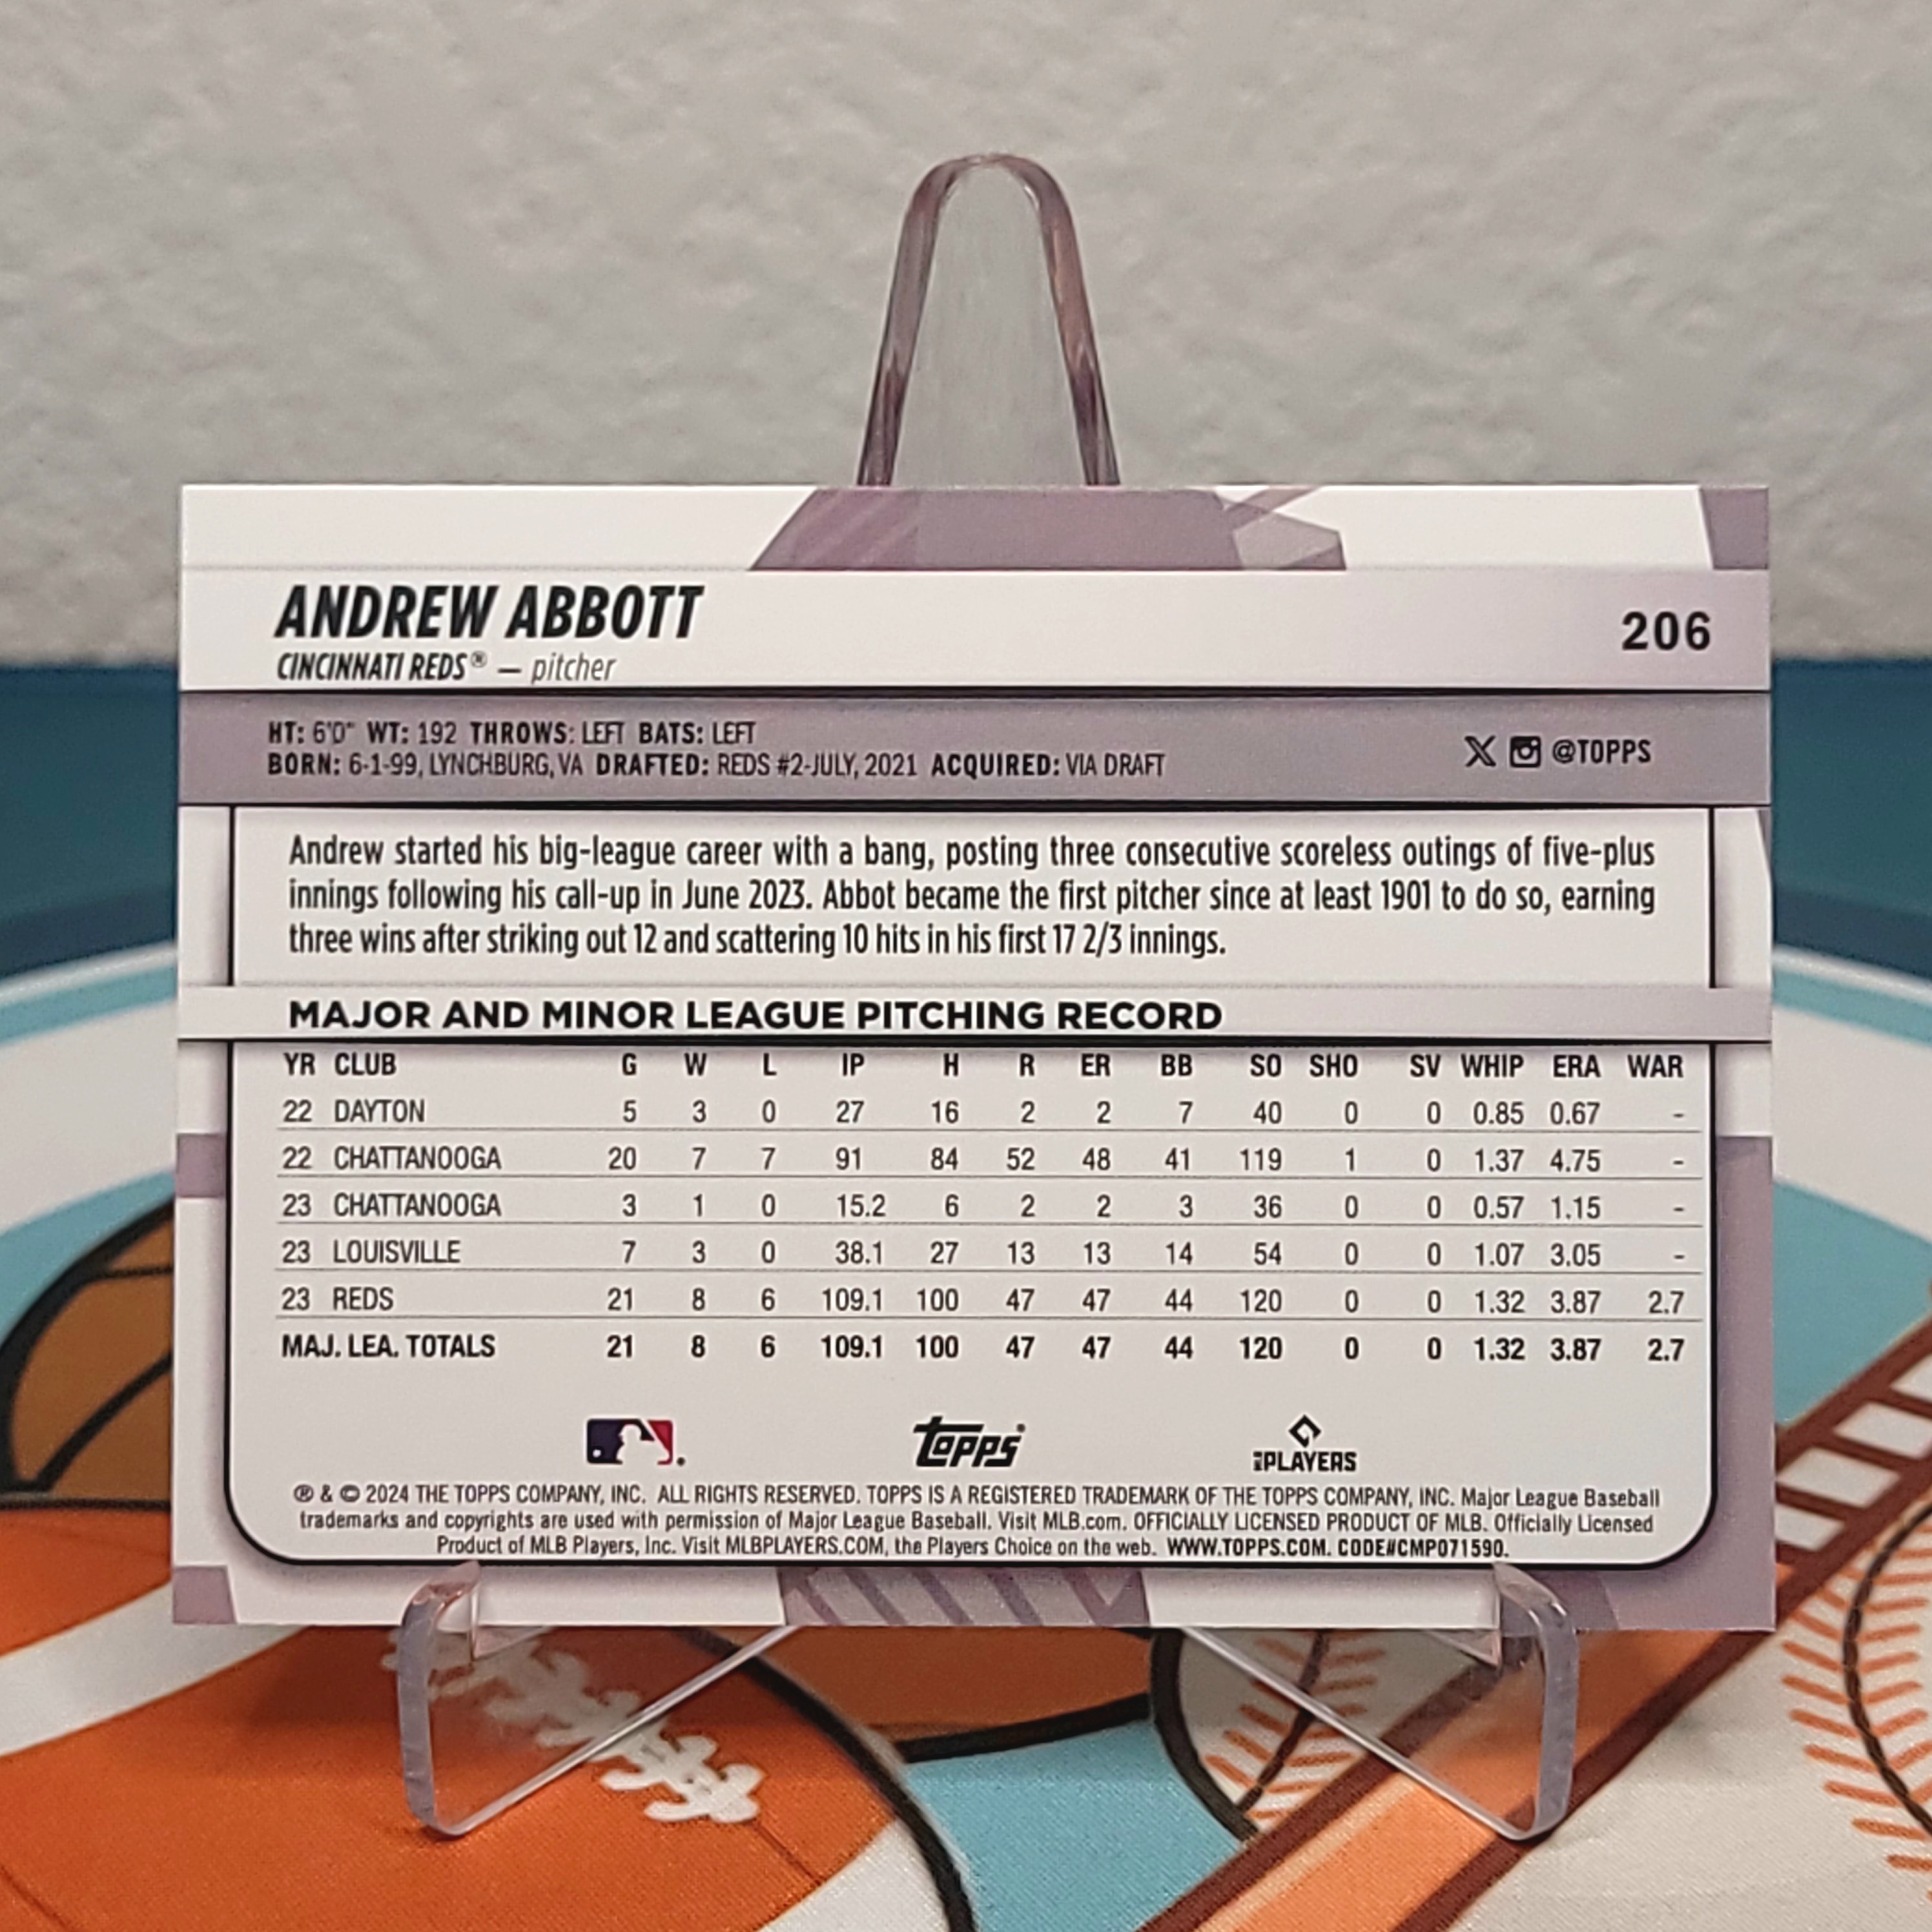 ANDREW ABBOTT
206
CINCINNATI REDS® — pitcher
HT: 6'0" WT: 192 THROWS: LEFT BATS: LEFT
BORN: 6-1-99, LYNCHBURG, VA DRAFTED: REDS #2-JULY, 2021 ACQUIRED: VIA DRAFT
X @TOPPS
Andrew started his big-league career with a bang, posting three consecutive scoreless outings of five-plus
innings following his call-up in June 2023. Abbot became the first pitcher since at least 1901 to do so, earning
three wins after striking out 12 and scattering 10 hits in his first 17 2/3 innings.
MAJOR AND MINOR LEAGUE PITCHING RECORD
YR CLUB G W L IP H R ER BB SO SHO SV WHIP ERA WAR
22 DAYTON 5 3 0 27 16 2 2 7 40 0 0 0.85 0.67 -
22 CHATTANOOGA 20 7 7 91 84 52 48 41 119 1 0 1.37 4.75 -
23 CHATTANOOGA 3 1 0 15.2 6 2 2 3 36 0 0 0.57 1.15 -
23 LOUISVILLE 7 3 0 38.1 27 13 13 14 54 0 0 1.07 3.05 -
23 REDS 21 8 6 109.1 100 47 47 44 120 0 0 1.32 3.87 2.7
MAJ. LEA. TOTALS 21 8 6 109.1 100 47 47 44 120 0 0 1.32 3.87 2.7
Topps
MLBPLAYERS
® & © 2024 THE TOPPS COMPANY, INC. ALL RIGHTS RESERVED. TOPPS IS A REGISTERED TRADEMARK OF THE TOPPS COMPANY, INC. Major League Baseball
trademarks and copyrights are used with permission of Major League Baseball. Visit MLB.com. OFFICIALLY LICENSED PRODUCT OF MLB. Officially Licensed
Product of MLB Players, Inc. Visit MLBPLAYERS.COM, the Players Choice on the web. WWW.TOPPS.COM. CODE#CMP071590.